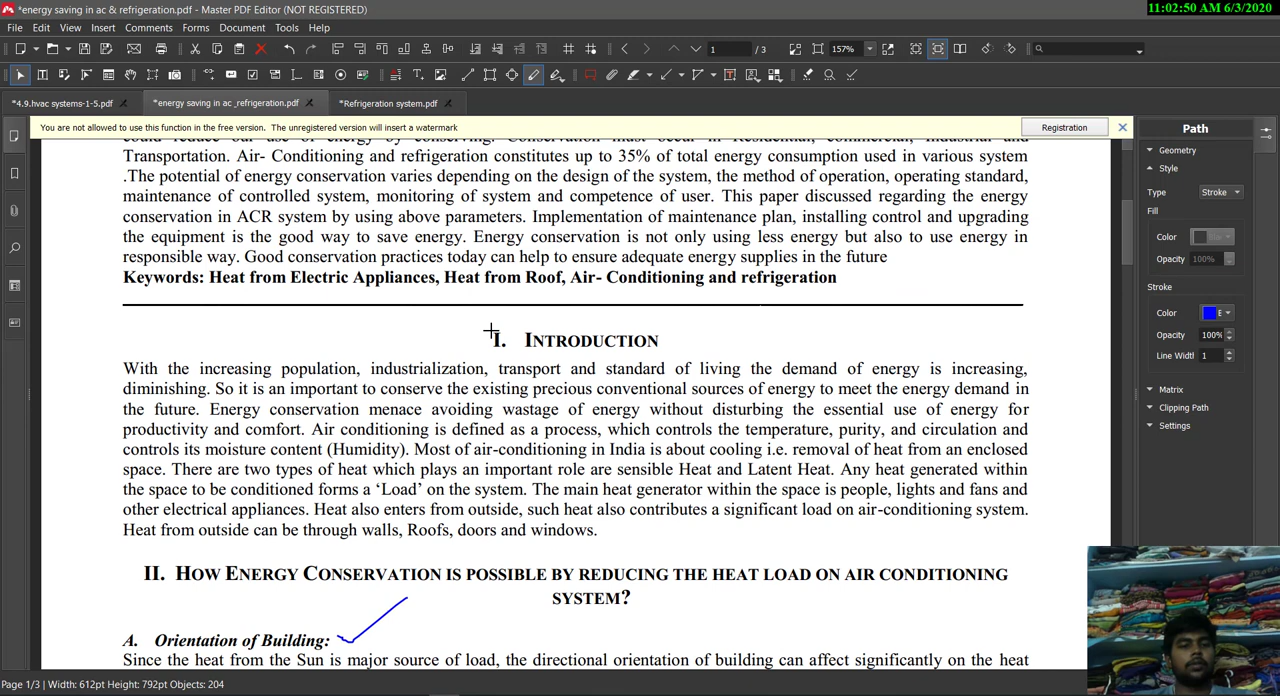 *energy saving in ac & refrigeration.pdf - Master PDF Editor (NOT REGISTERED)
11:02:50 AM 6/3/2020
File Edit View Insert Comments Forms Document Tools Help
1 / 3 157%
*4.9.hvac systems-1-5.pdf *energy saving in ac _refrigeration.pdf *Refrigeration system.pdf
You are not allowed to use this function in the free version. The unregistered version will insert a watermark
Registration
Transportation. Air- Conditioning and refrigeration constitutes up to 35% of total energy consumption used in various system
.The potential of energy conservation varies depending on the design of the system, the method of operation, operating standard,
maintenance of controlled system, monitoring of system and competence of user. This paper discussed regarding the energy
conservation in ACR system by using above parameters. Implementation of maintenance plan, installing control and upgrading
the equipment is the good way to save energy. Energy conservation is not only using less energy but also to use energy in
responsible way. Good conservation practices today can help to ensure adequate energy supplies in the future
Keywords: Heat from Electric Appliances, Heat from Roof, Air- Conditioning and refrigeration
I. INTRODUCTION
With the increasing population, industrialization, transport and standard of living the demand of energy is increasing,
diminishing. So it is an important to conserve the existing precious conventional sources of energy to meet the energy demand in
the future. Energy conservation menace avoiding wastage of energy without disturbing the essential use of energy for
productivity and comfort. Air conditioning is defined as a process, which controls the temperature, purity, and circulation and
controls its moisture content (Humidity). Most of air-conditioning in India is about cooling i.e. removal of heat from an enclosed
space. There are two types of heat which plays an important role are sensible Heat and Latent Heat. Any heat generated within
the space to be conditioned forms a ‘Load’ on the system. The main heat generator within the space is people, lights and fans and
other electrical appliances. Heat also enters from outside, such heat also contributes a significant load on air-conditioning system.
Heat from outside can be through walls, Roofs, doors and windows.
II. HOW ENERGY CONSERVATION IS POSSIBLE BY REDUCING THE HEAT LOAD ON AIR CONDITIONING
SYSTEM?
A. Orientation of Building:
Since the heat from the Sun is major source of load, the directional orientation of building can affect significantly on the heat
Path
Geometry
Style
Type Stroke
Fill
Color
Opacity 100%
Stroke
Color
Opacity 100%
Line Widtl 1
Matrix
Clipping Path
Settings
Page 1/3 | Width: 612pt Height: 792pt Objects: 204